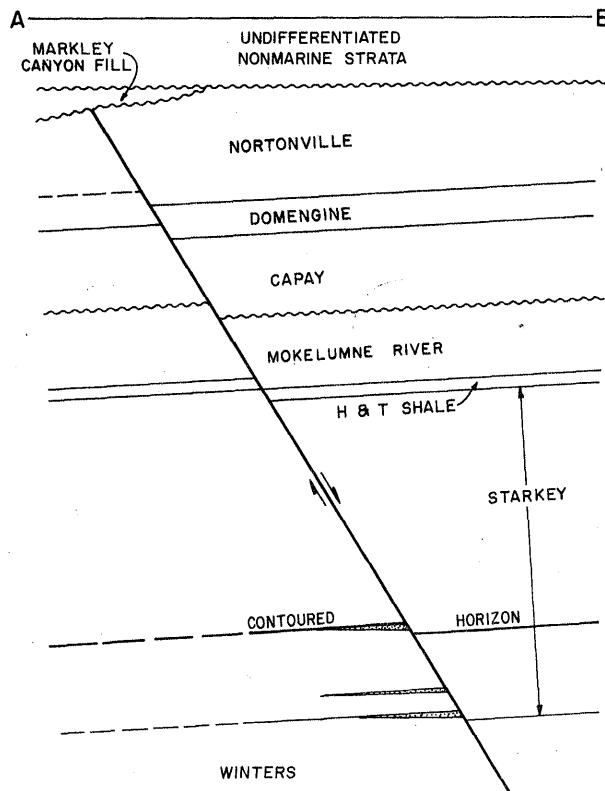 A B
UNDIFFERENTIATED
NONMARINE STRATA
MARKLEY
CANYON FILL
NORTONVILLE
DOMENGINE
CAPAY
MOKELUMNE RIVER
H & T SHALE
STARKEY
CONTOURED HORIZON
WINTERS